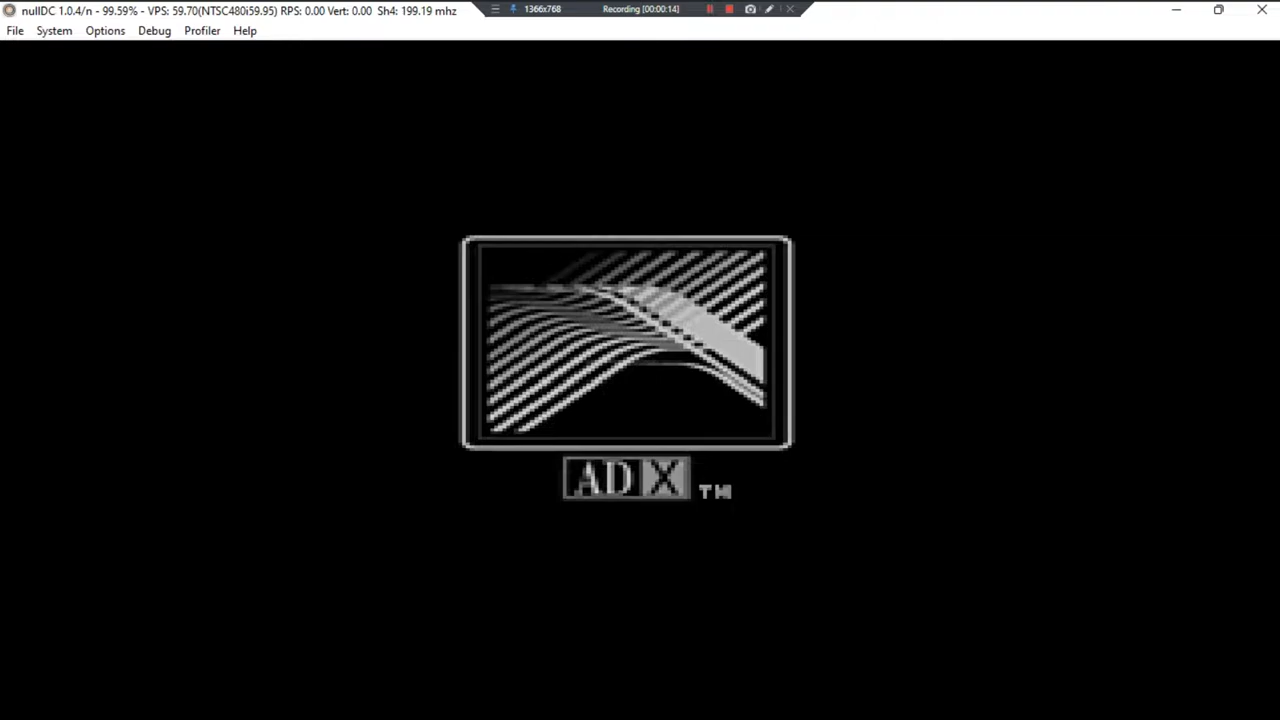 nullDC 1.0.4/n - 99.59% - VPS: 59.70(NTSC480i59.95) RPS: 0.00 Vert: 0.00 Sh4: 199.19 mhz
1366x768
Recording [00:00:14]
File System Options Debug Profiler Help
ADX TM